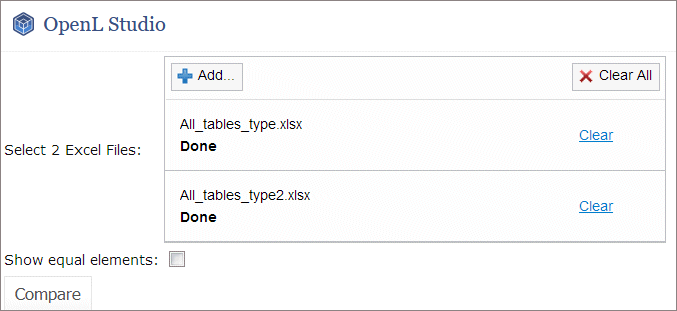 OpenL Studio
Add...
Clear All
Select 2 Excel Files:
All_tables_type.xlsx
Done
Clear
All_tables_type2.xlsx
Done
Clear
Show equal elements:
Compare